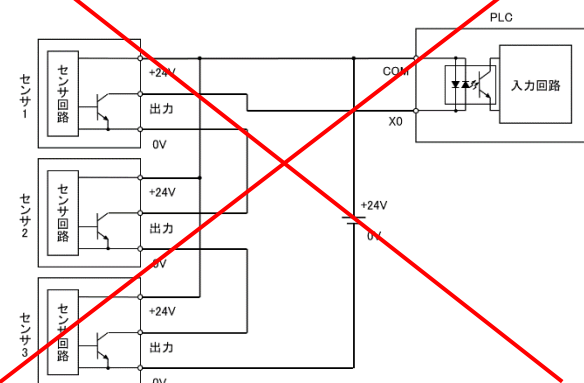 PLC
センサ1
センサ回路
+24V
出力
0V
COM
X0
入力回路
センサ2
センサ回路
+24V
出力
0V
+24V
0V
センサ3
センサ回路
+24V
出力
0V